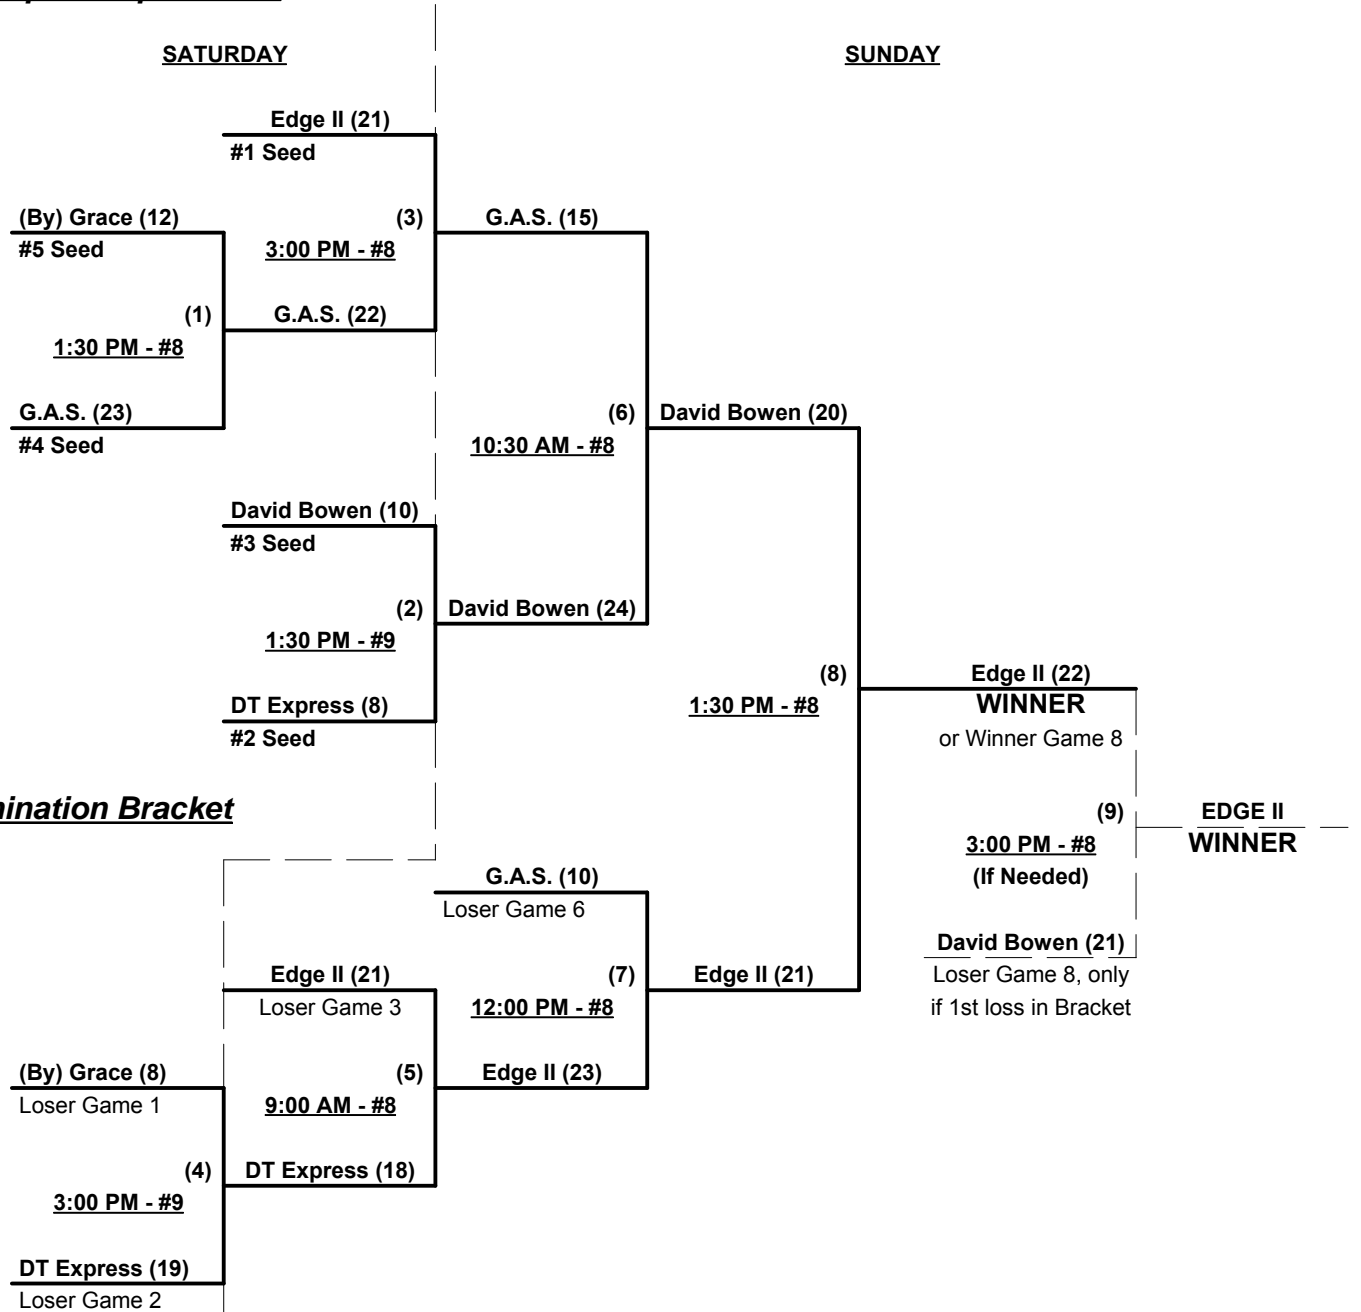 SATURDAY
SUNDAY
Edge II (21)
#1 Seed
(By) Grace (12)
(3)
G.A.S. (15)
#5 Seed
3:00 PM - #8
(1)
G.A.S. (22)
1:30 PM - #8
G.A.S. (23)
(6)
David Bowen (20)
#4 Seed
10:30 AM - #8
David Bowen (10)
#3 Seed
(2)
David Bowen (24)
1:30 PM - #9
(8)
Edge II (22)
DT Express (8)
1:30 PM - #8
WINNER
#2 Seed
or Winner Game 8
mination Bracket
(9)
EDGE II
3:00 PM - #8
WINNER
(If Needed)
G.A.S. (10)
Loser Game 6
David Bowen (21)
Edge II (21)
(7)
Edge II (21)
Loser Game 8, only
Loser Game 3
12:00 PM - #8
if 1st loss in Bracket
(By) Grace (8)
(5)
Edge II (23)
Loser Game 1
9:00 AM - #8
(4)
DT Express (18)
3:00 PM - #9
DT Express (19)
Loser Game 2